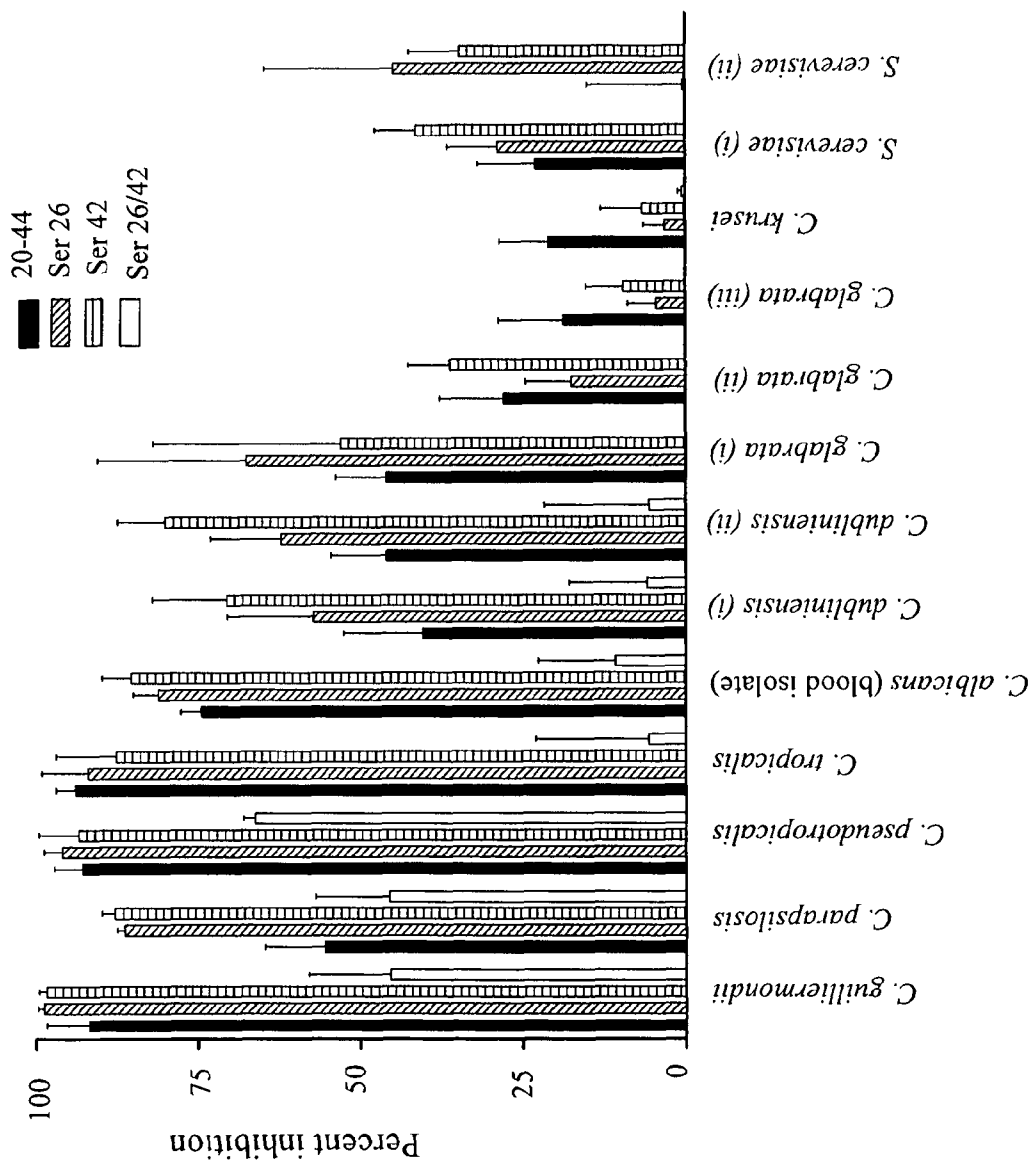 20-44
Ser 26
Ser 42
Ser 26/42
Percent inhibition
100
75
50
25
0
C. guilliermondii
C. parapsilosis
C. pseudotropicalis
C. tropicalis
C. albicans (blood isolate)
C. dubliniensis (i)
C. dubliniensis (ii)
C. glabrata (i)
C. glabrata (ii)
C. glabrata (iii)
C. krusei
S. cerevisiae (i)
S. cerevisiae (ii)